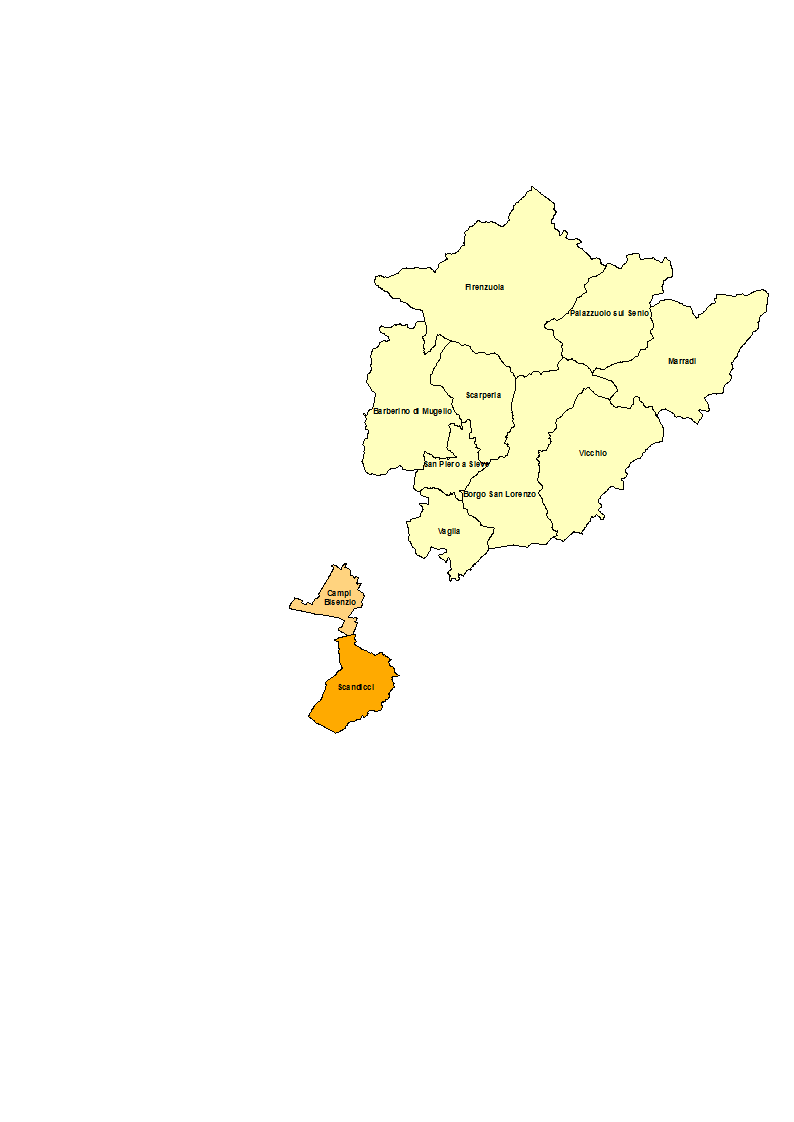 Firenzuola
Palazzuolo sul Senio
Marradi
Scarperia
Barberino di Mugello
Vicchio
San Piero a Sieve
Borgo San Lorenzo
Vaglia
Campi
Bisenzio
Scandicci